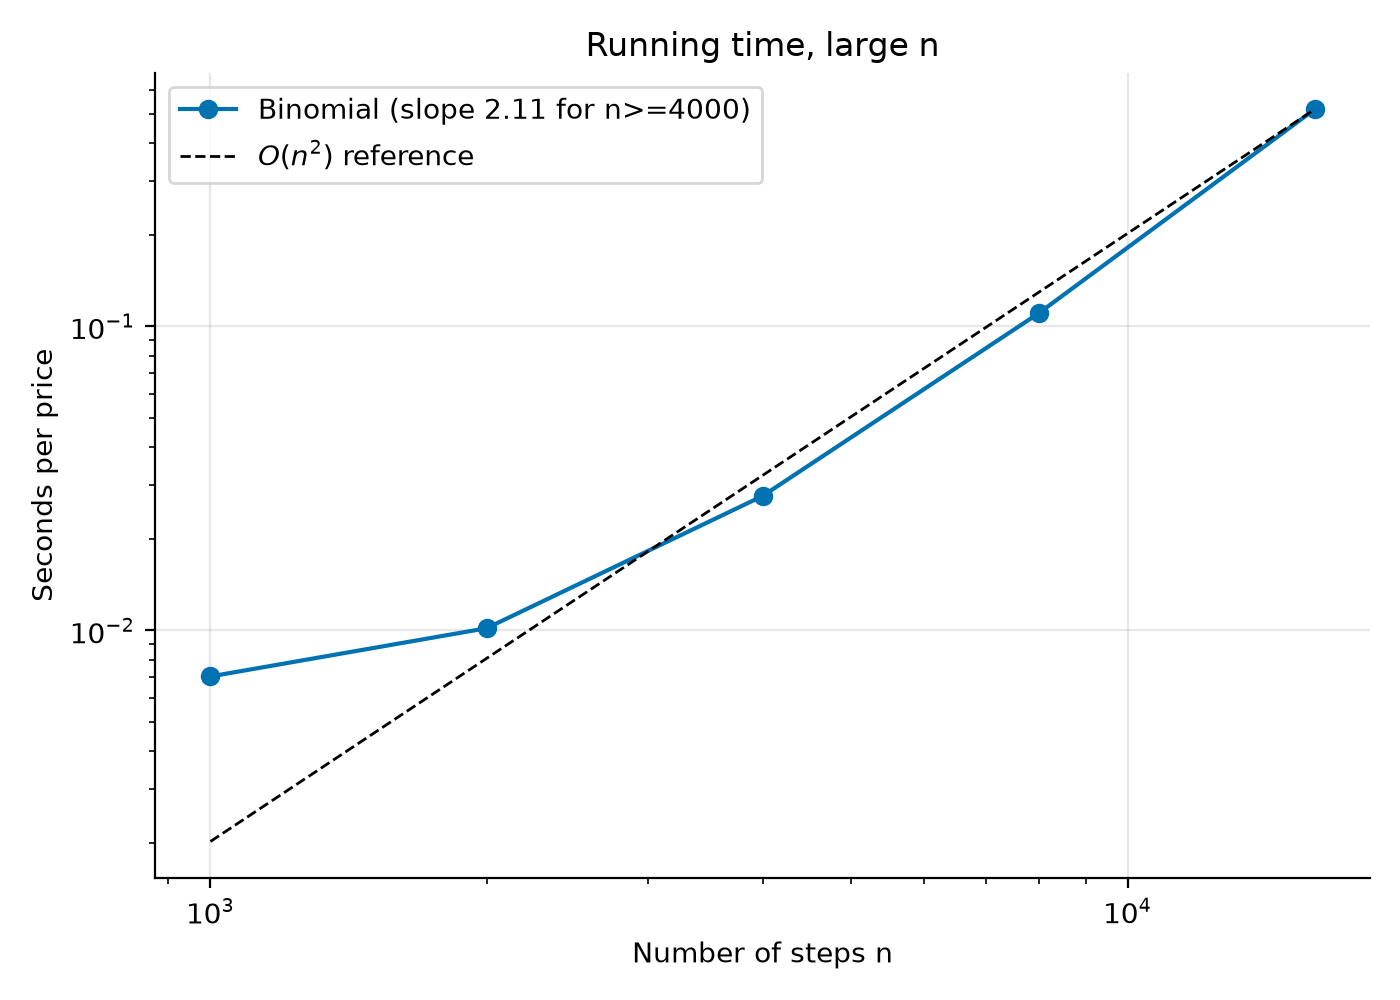 Running time, large n
Binomial (slope 2.11 for n>=4000)
O(n²) reference
Seconds per price
10⁻¹
10⁻²
10³
10⁴
Number of steps n